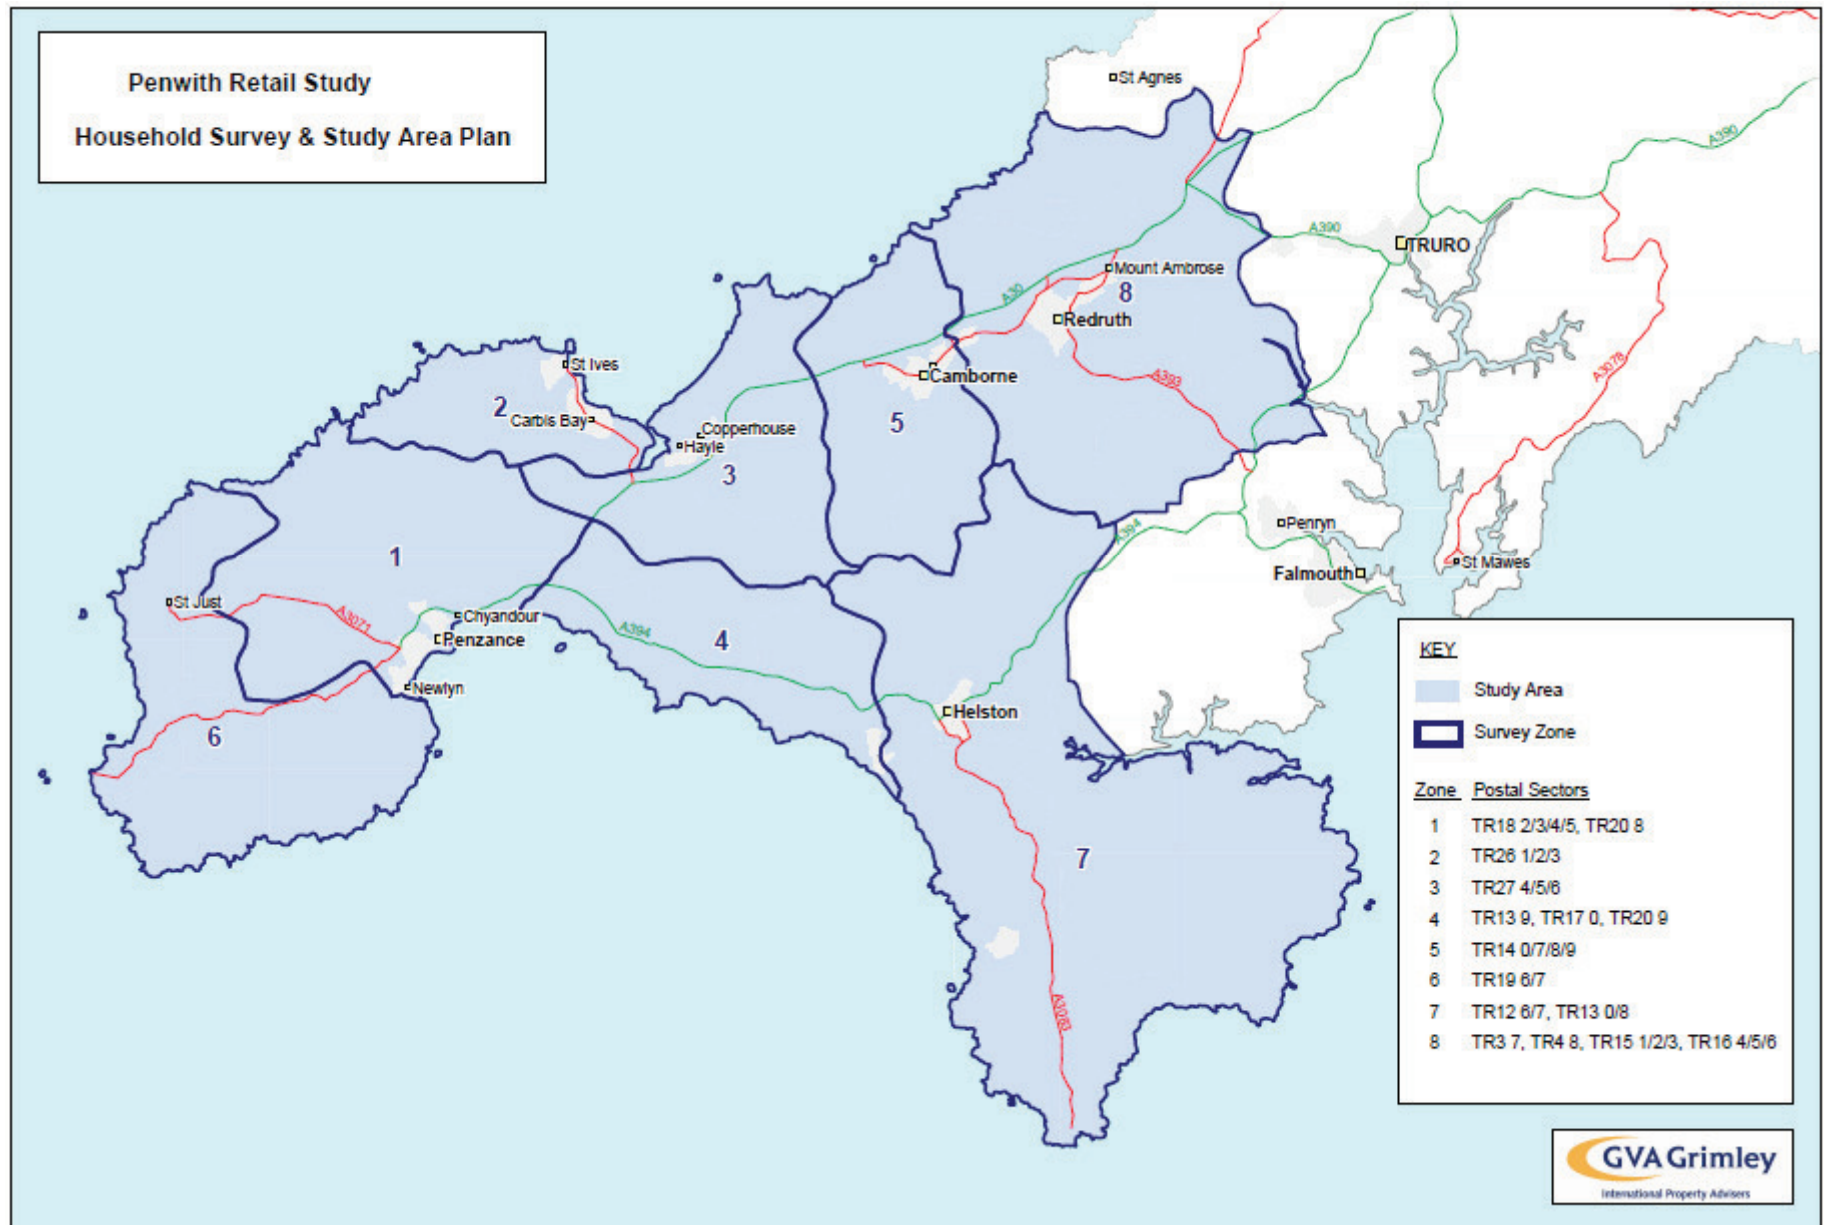 Penwith Retail Study
Household Survey & Study Area Plan
St Agnes
A390
A390
TRURO
Mount Ambrose
8
A30
Redruth
A3078
St Ives
Camborne
A393
2
Carbis Bay
5
Copperhouse
Hayle
3
Penryn
A394
1
St Mawes
Falmouth
St Just
A3071
Chyandour
Penzance
A394
4
Newlyn
Helston
6
7
A3083
KEY
Study Area
Survey Zone
Zone Postal Sectors
1 TR18 2/3/4/5, TR20 8
2 TR26 1/2/3
3 TR27 4/5/6
4 TR13 9, TR17 0, TR20 9
5 TR14 0/7/8/9
6 TR19 6/7
7 TR12 6/7, TR13 0/8
8 TR3 7, TR4 8, TR15 1/2/3, TR16 4/5/6
GVA Grimley
International Property Advisers